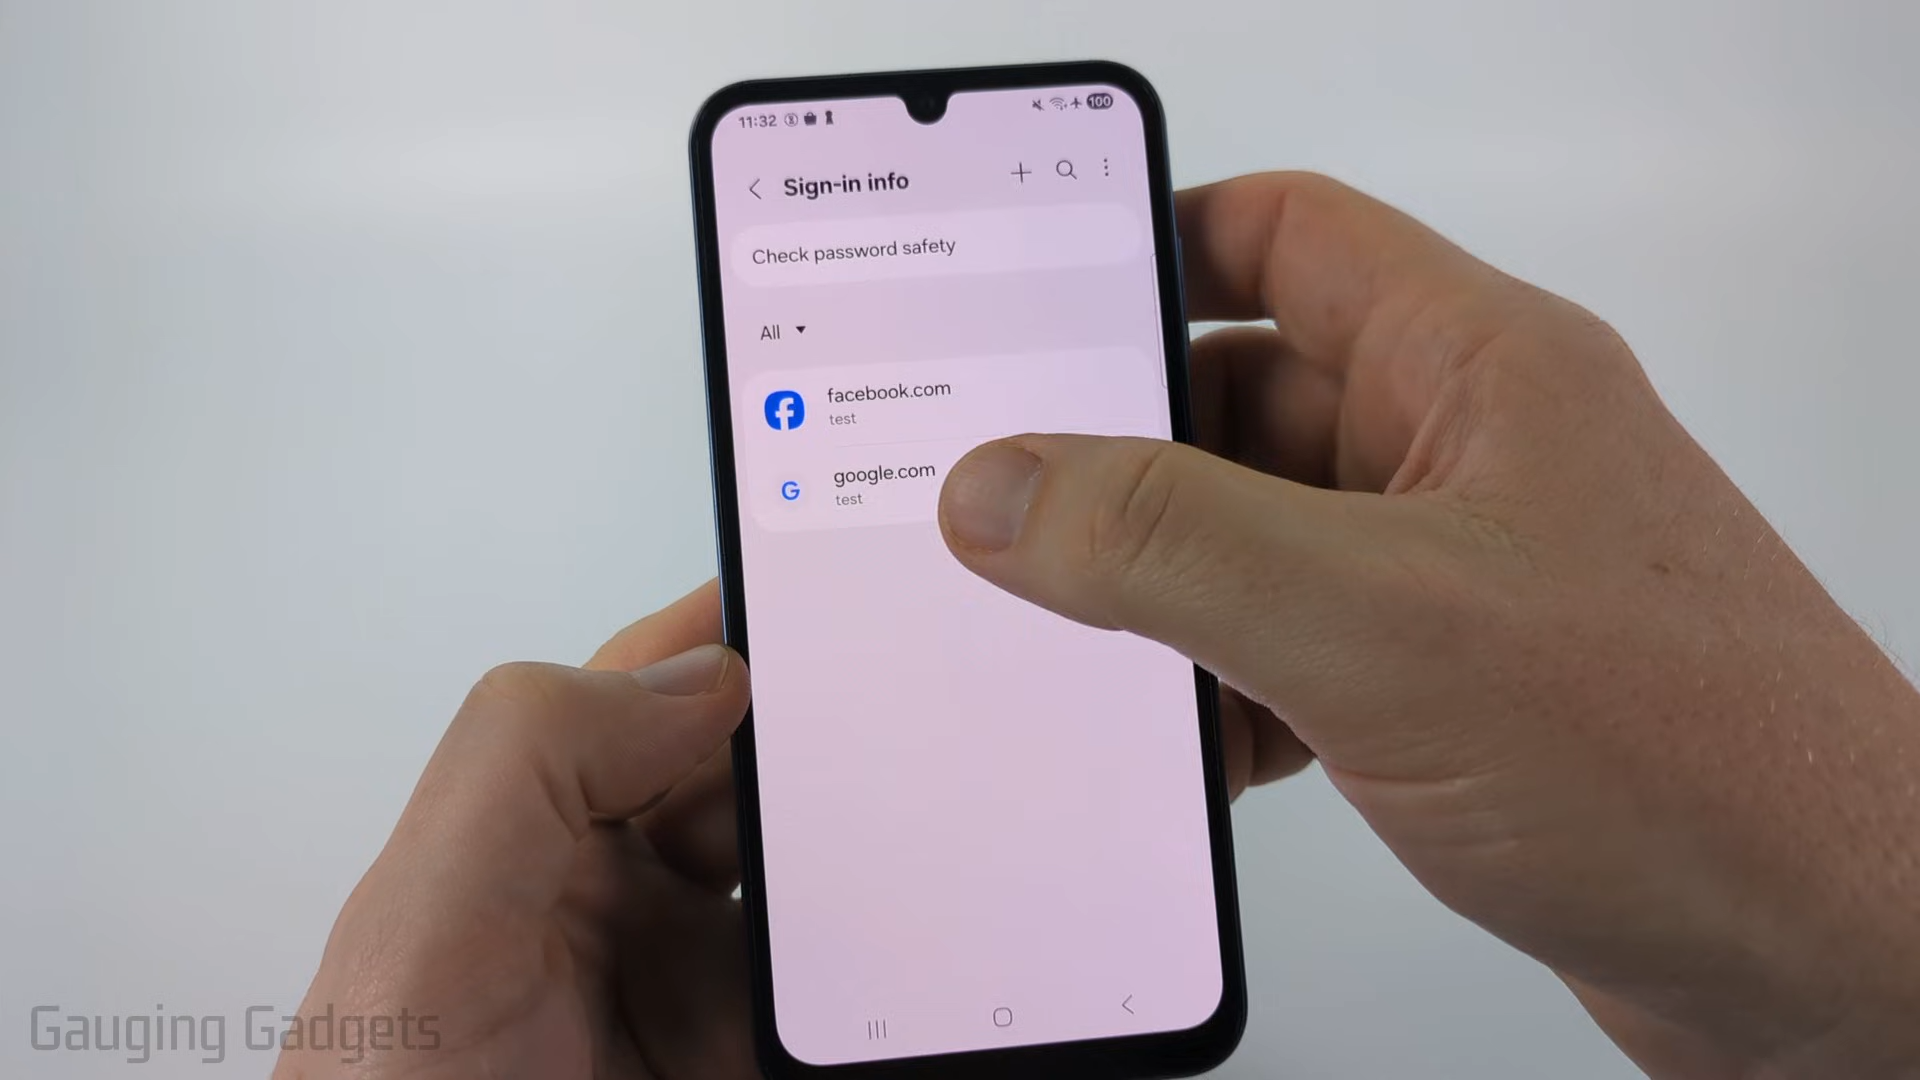 11:32
100
Sign-in info
Check password safety
All
facebook.com
test
google.com
test
Gauging Gadgets